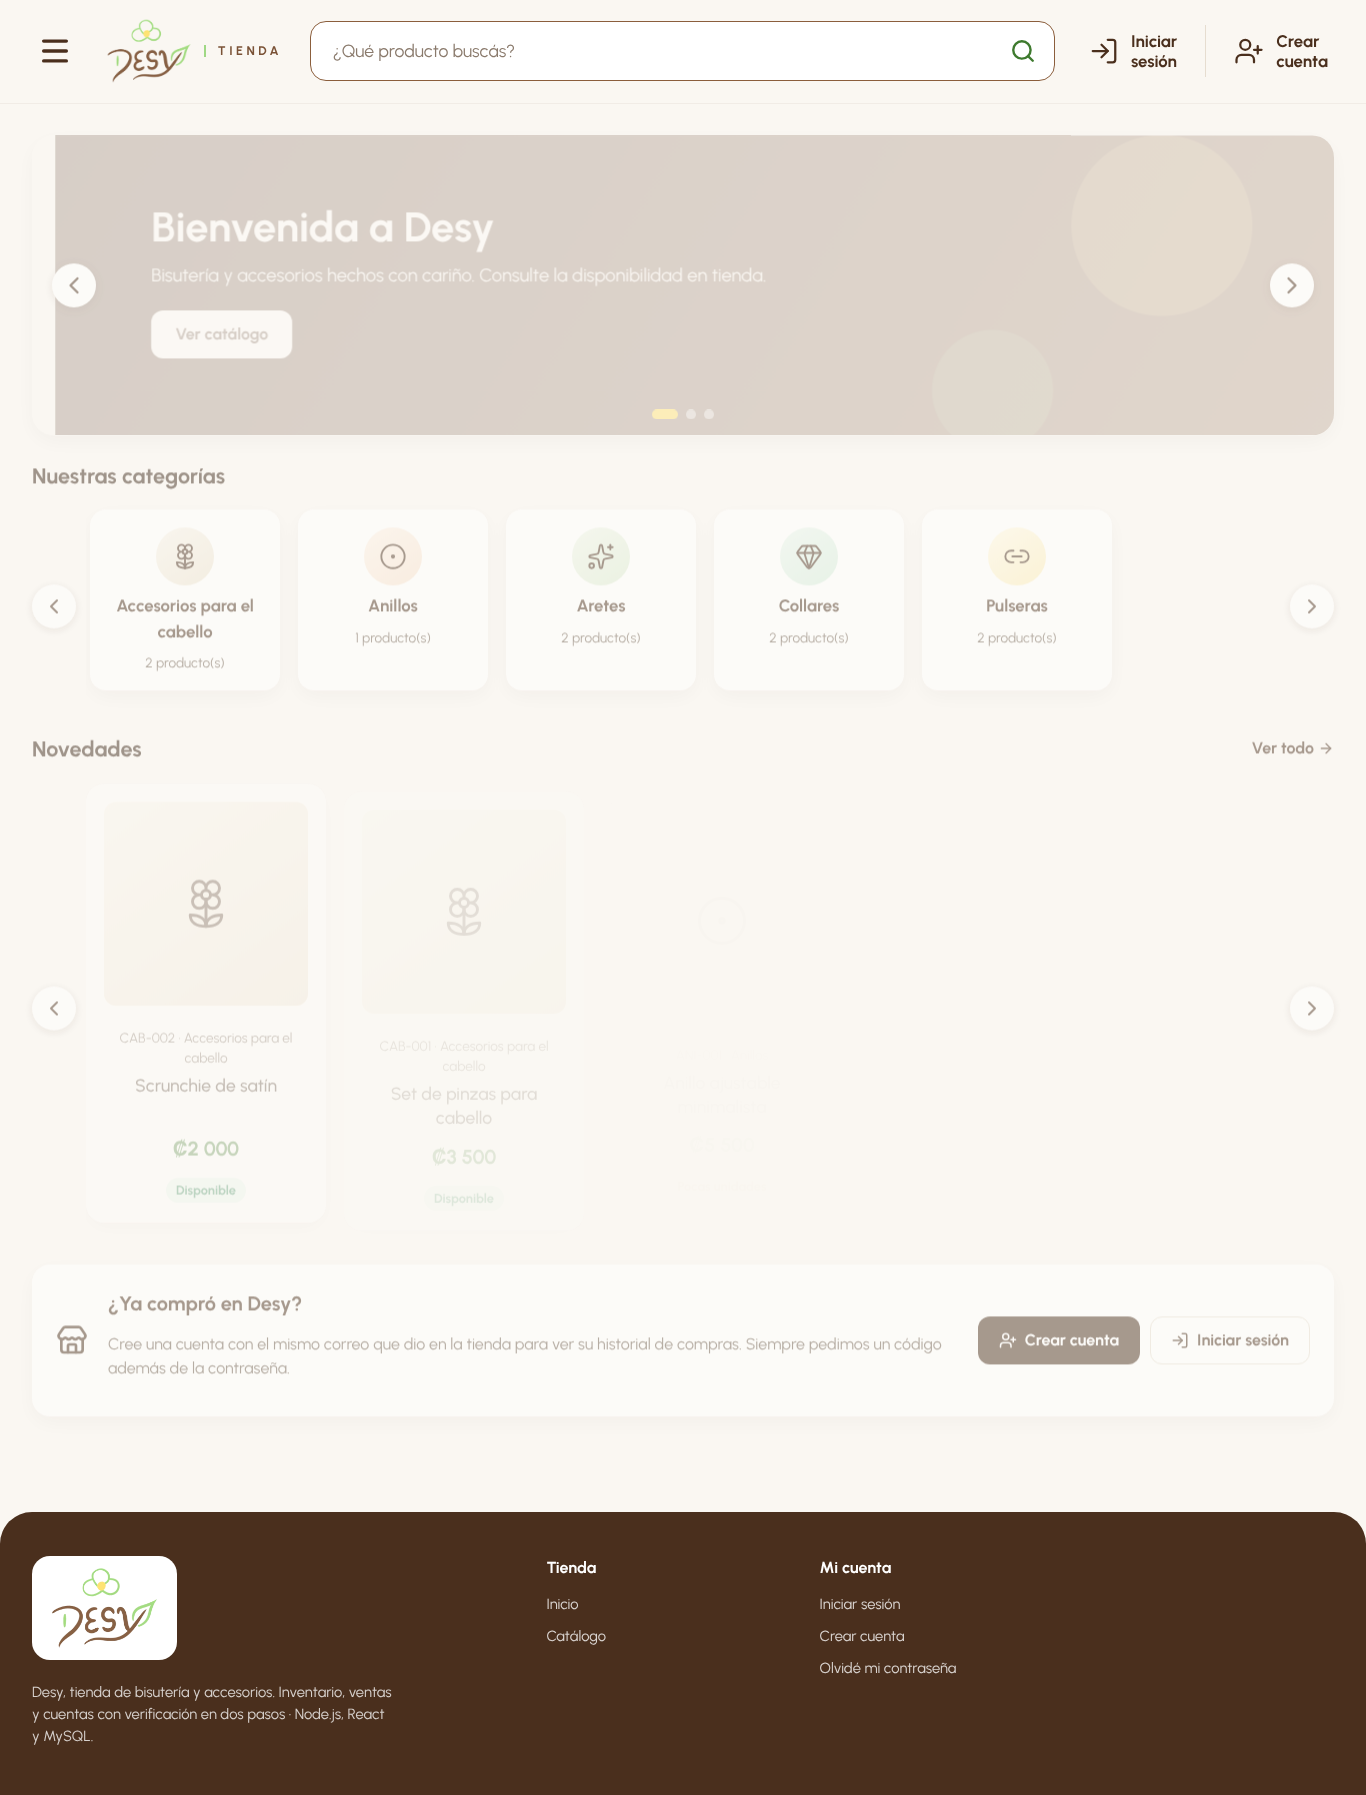 Desy
TIENDA
¿Qué producto buscás?
Iniciar
sesión
Crear
cuenta
Bienvenida a Desy
Bisutería y accesorios hechos con cariño. Consulte la disponibilidad en tienda.
Ver catálogo
Nuestras categorías
Accesorios para el
cabello
2 producto(s)
Anillos
1 producto(s)
Aretes
2 producto(s)
Collares
2 producto(s)
Pulseras
2 producto(s)
Novedades
Ver todo
CAB-002 · Accesorios para el
cabello
Scrunchie de satín
₡2 000
Disponible
CAB-001 · Accesorios para el
cabello
Set de pinzas para
cabello
₡3 500
Disponible
¿Ya compró en Desy?
Cree una cuenta con el mismo correo que dio en la tienda para ver su historial de compras. Siempre pedimos un código
además de la contraseña.
Crear cuenta
Iniciar sesión
Desy
Desy, tienda de bisutería y accesorios. Inventario, ventas
y cuentas con verificación en dos pasos · Node.js, React
y MySQL.
Tienda
Inicio
Catálogo
Mi cuenta
Iniciar sesión
Crear cuenta
Olvidé mi contraseña